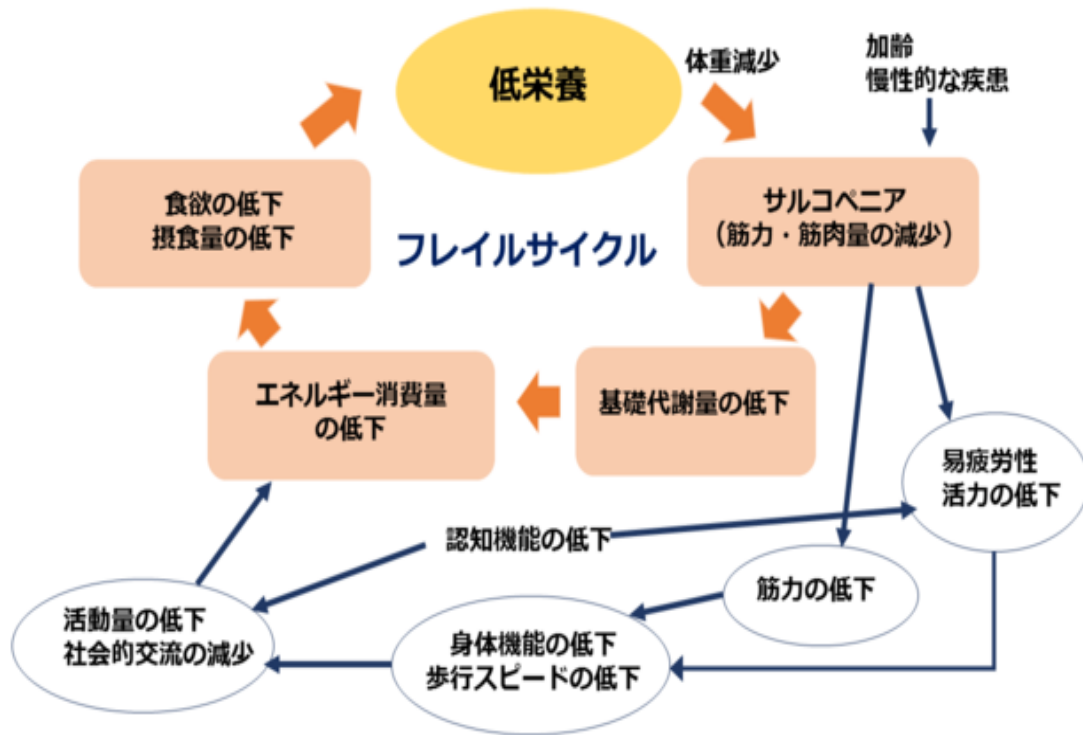 低栄養
体重減少
加齢
慢性的な疾患
食欲の低下
摂食量の低下
フレイルサイクル
サルコペニア
（筋力・筋肉量の減少）
エネルギー消費量
の低下
基礎代謝量の低下
易疲労性
活力の低下
認知機能の低下
筋力の低下
活動量の低下
社会的交流の減少
身体機能の低下
歩行スピードの低下